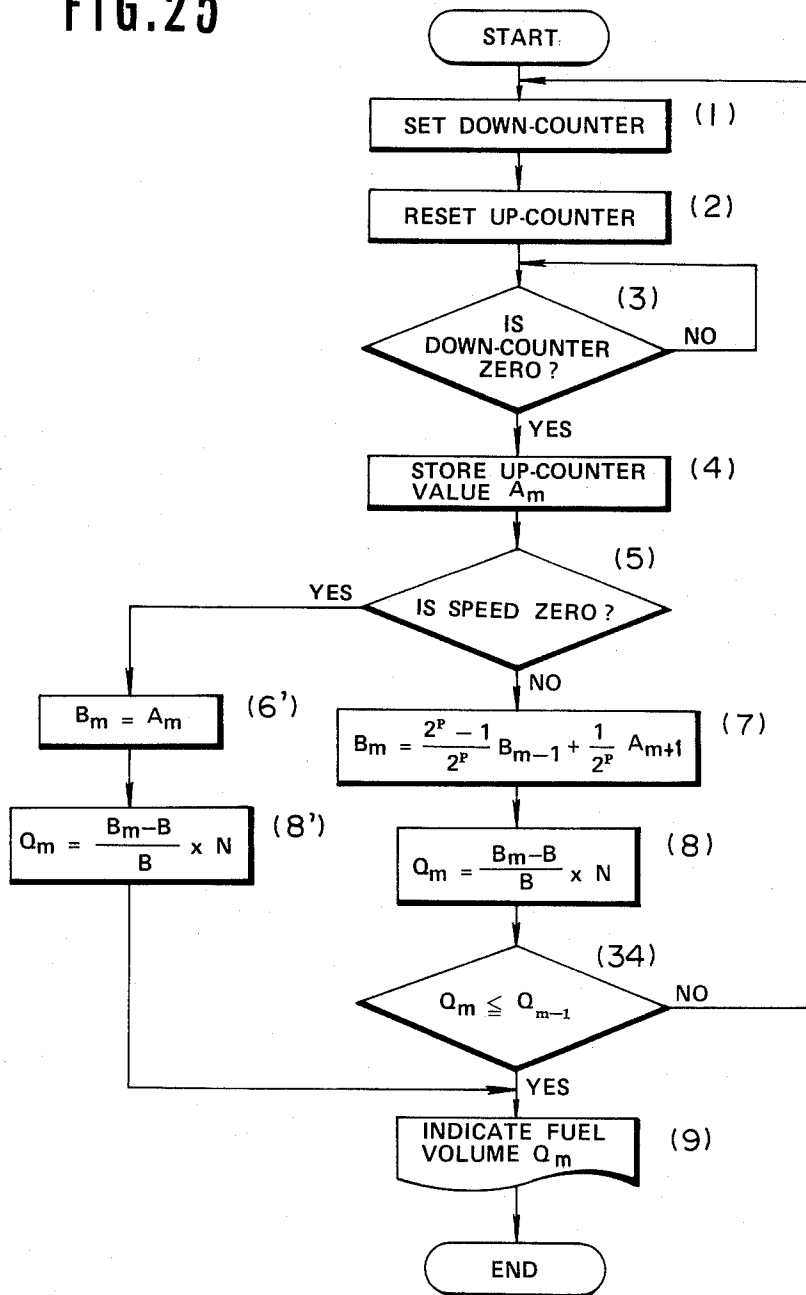 FIG.25
START
SET DOWN-COUNTER
(1)
RESET UP-COUNTER
(2)
(3)
IS
DOWN-COUNTER
ZERO ?
NO
YES
STORE UP-COUNTER
VALUE Aₘ
(4)
(5)
YES
IS SPEED ZERO ?
NO
Bₘ = Aₘ
(6')
Bₘ = (2ᴾ − 1)/2ᴾ Bₘ₋₁ + 1/2ᴾ Aₘ₊₁
(7)
Qₘ = (Bₘ−B)/B x N
(8')
Qₘ = (Bₘ−B)/B x N
(8)
(34)
Qₘ ≦ Qₘ₋₁
NO
YES
INDICATE FUEL
VOLUME Qₘ
(9)
END